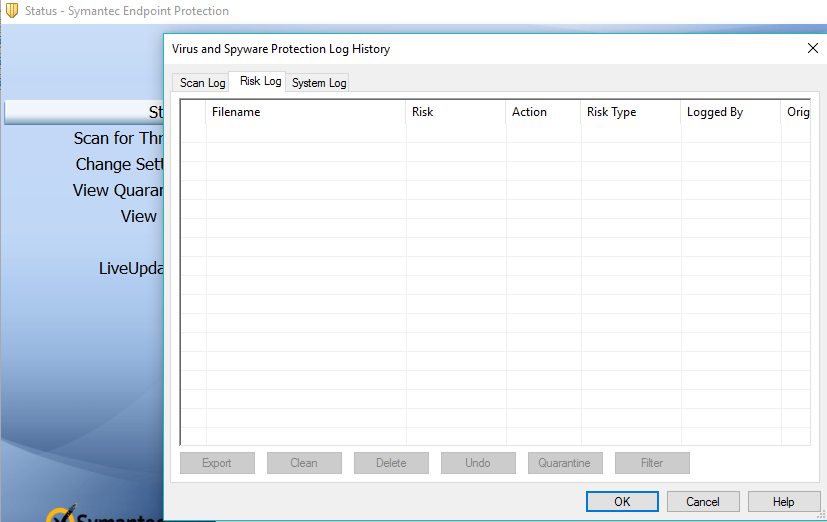 Status - Symantec Endpoint Protection
Virus and Spyware Protection Log History
Scan Log Risk Log System Log
Filename Risk Action Risk Type Logged By Orig
St
Scan for Thr
Change Sett
View Quaran
View
LiveUpda
Export Clean Delete Undo Quarantine Filter
OK Cancel Help
Symantec